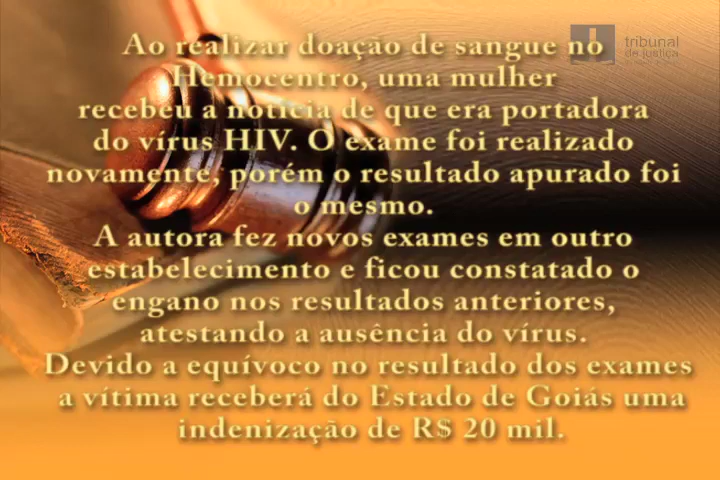 tribunal
de justiça
Ao realizar doação de sangue no
Hemocentro, uma mulher
recebeu a notícia de que era portadora
do vírus HIV. O exame foi realizado
novamente, porém o resultado apurado foi
o mesmo.
A autora fez novos exames em outro
estabelecimento e ficou constatado o
engano nos resultados anteriores,
atestando a ausência do vírus.
Devido a equívoco no resultado dos exames
a vítima receberá do Estado de Goiás uma
indenização de R$ 20 mil.